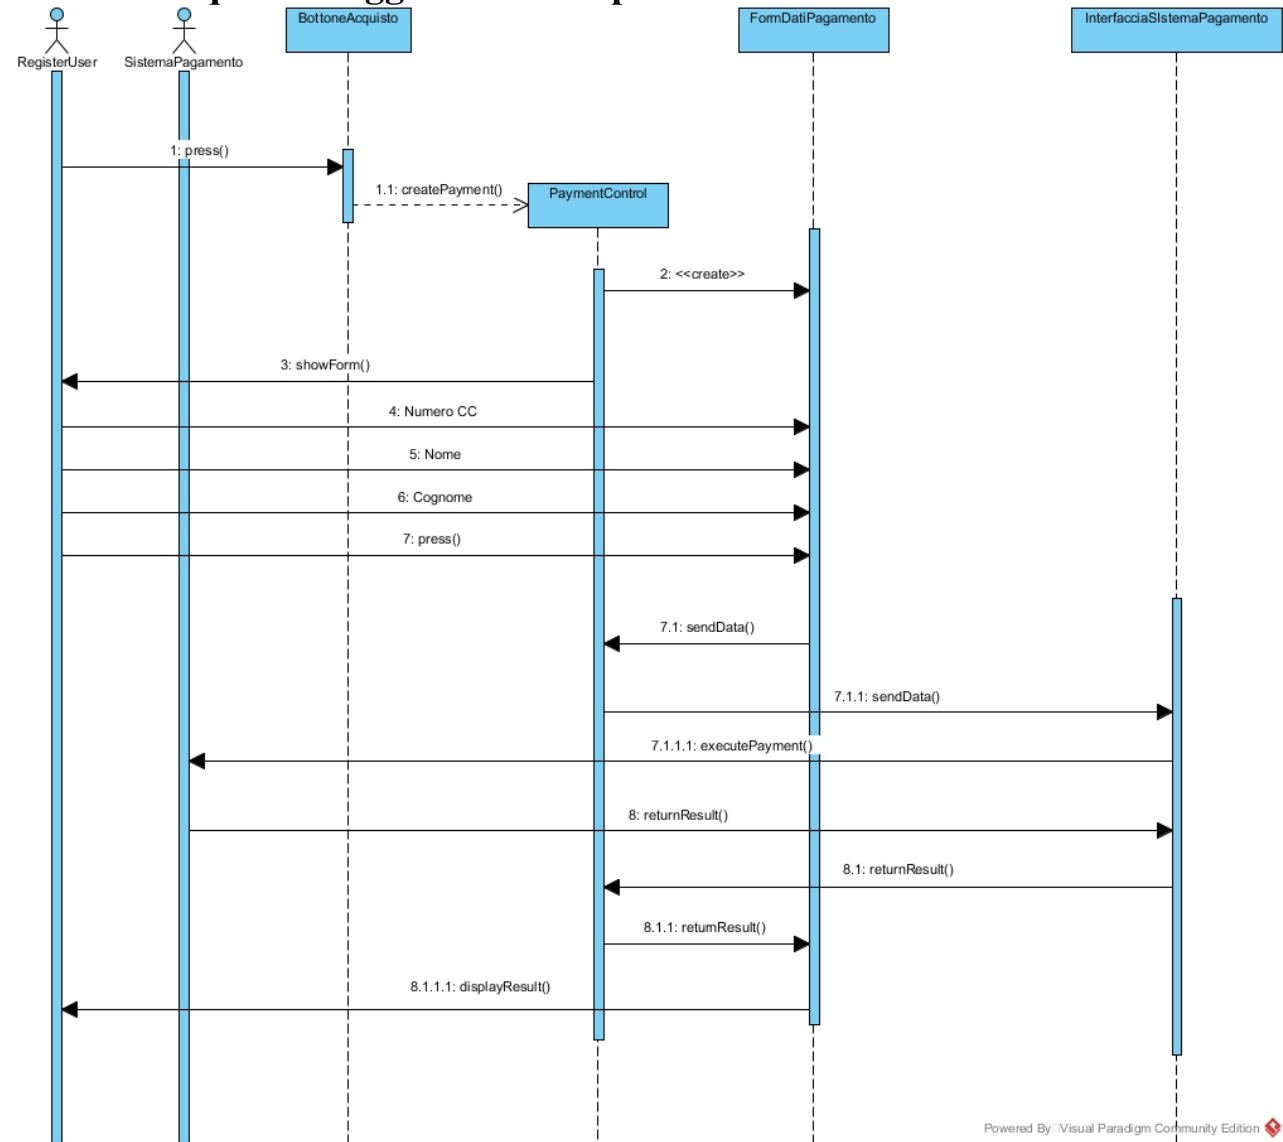 BottoneAcquisto
FormDatiPagamento
InterfacciaSIstemaPagamento
RegisterUser
SistemaPagamento
1: press()
1.1: createPayment()
PaymentControl
2: <<create>>
3: showForm()
4: Numero CC
5: Nome
6: Cognome
7: press()
7.1: sendData()
7.1.1: sendData()
7.1.1.1: executePayment()
8: returnResult()
8.1: returnResult()
8.1.1: returnResult()
8.1.1.1: displayResult()
Powered By Visual Paradigm Community Edition